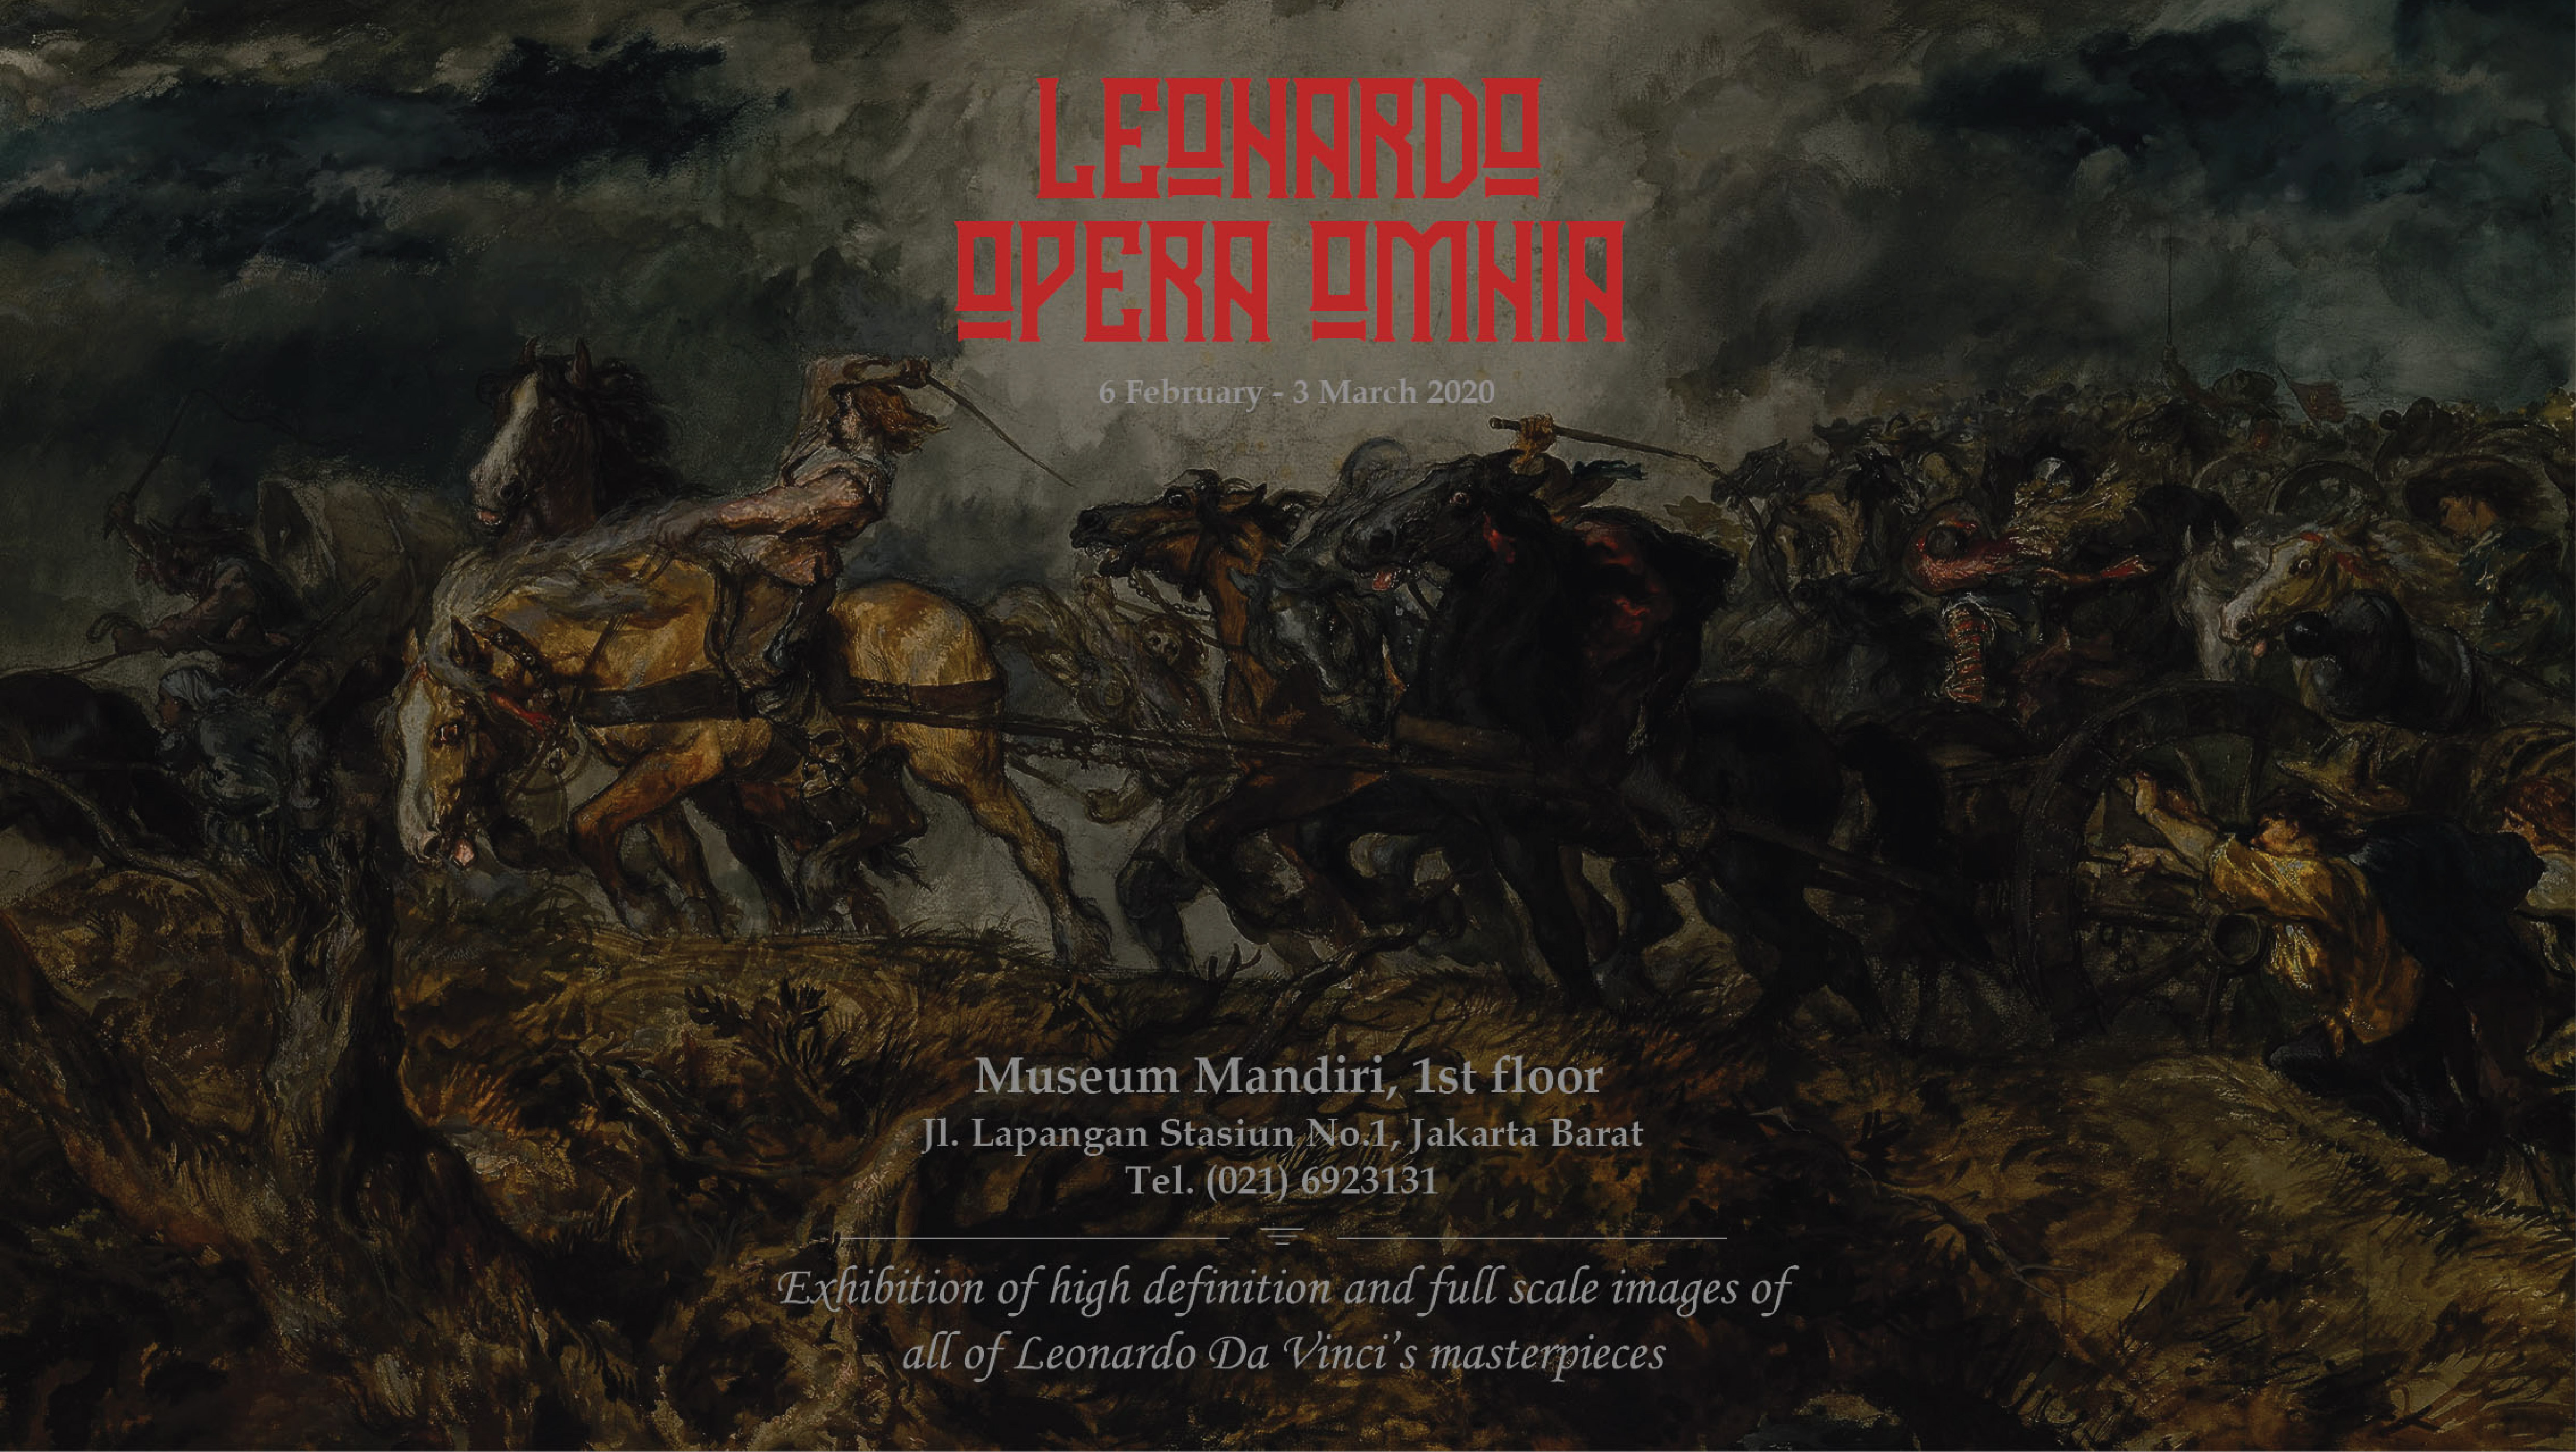 LEONARDO
OPERA OMNIA
6 February - 3 March 2020
Museum Mandiri, 1st floor
Jl. Lapangan Stasiun No.1, Jakarta Barat
Tel. (021) 6923131
Exhibition of high definition and full scale images of
all of Leonardo Da Vinci's masterpieces